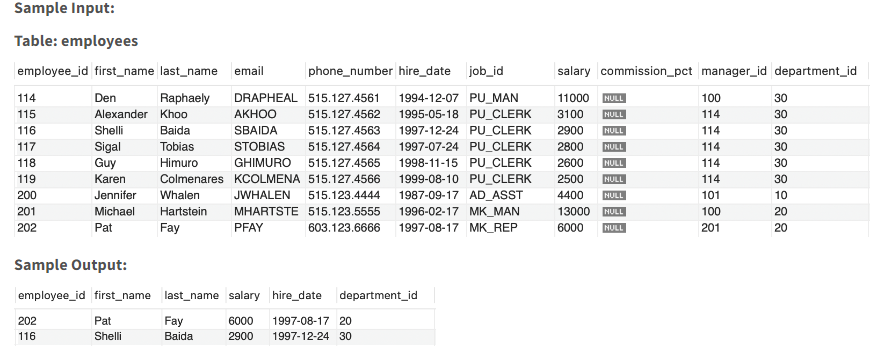 Sample Input:
Table: employees
employee_id first_name last_name email phone_number hire_date job_id salary commission_pct manager_id department_id
114 Den Raphaely DRAPHEAL 515.127.4561 1994-12-07 PU_MAN 11000 NULL 100 30
115 Alexander Khoo AKHOO 515.127.4562 1995-05-18 PU_CLERK 3100 NULL 114 30
116 Shelli Baida SBAIDA 515.127.4563 1997-12-24 PU_CLERK 2900 NULL 114 30
117 Sigal Tobias STOBIAS 515.127.4564 1997-07-24 PU_CLERK 2800 NULL 114 30
118 Guy Himuro GHIMURO 515.127.4565 1998-11-15 PU_CLERK 2600 NULL 114 30
119 Karen Colmenares KCOLMENA 515.127.4566 1999-08-10 PU_CLERK 2500 NULL 114 30
200 Jennifer Whalen JWHALEN 515.123.4444 1987-09-17 AD_ASST 4400 NULL 101 10
201 Michael Hartstein MHARTSTE 515.123.5555 1996-02-17 MK_MAN 13000 NULL 100 20
202 Pat Fay PFAY 603.123.6666 1997-08-17 MK_REP 6000 NULL 201 20
Sample Output:
employee_id first_name last_name salary hire_date department_id
202 Pat Fay 6000 1997-08-17 20
116 Shelli Baida 2900 1997-12-24 30